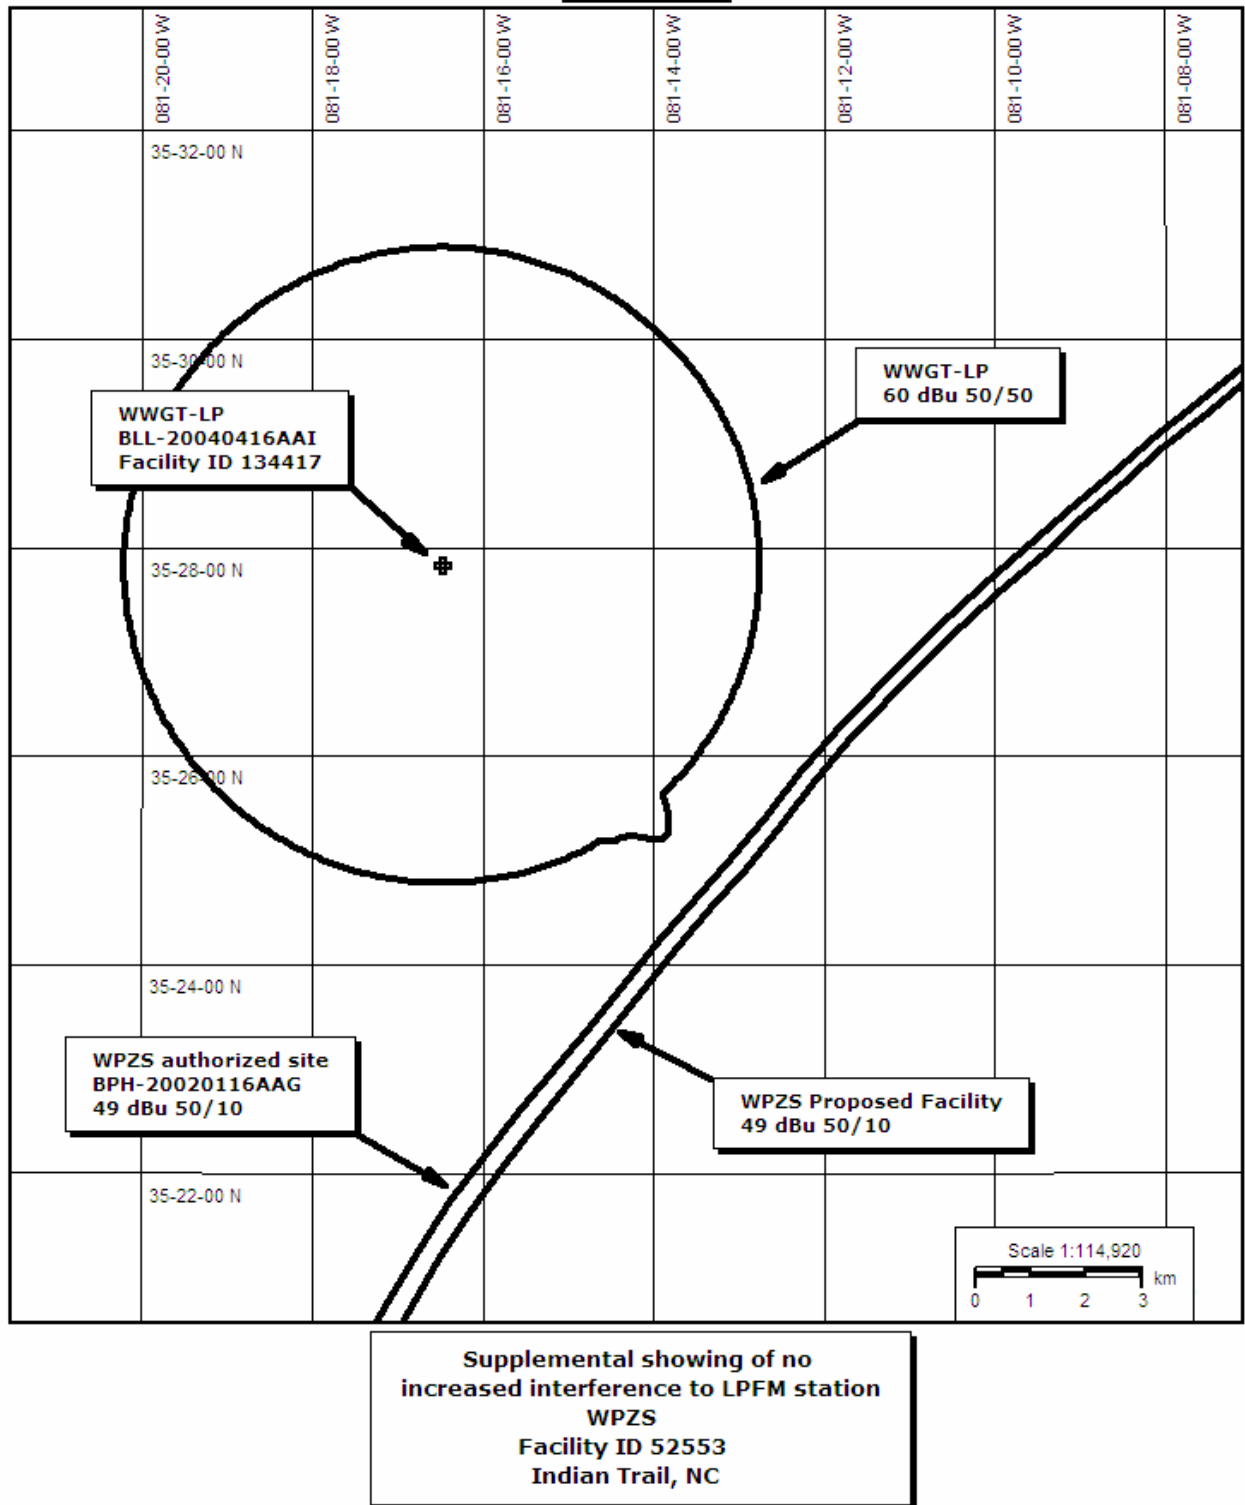 081-20-00 W
081-18-00 W
081-16-00 W
081-14-00 W
081-12-00 W
081-10-00 W
081-08-00 W
35-32-00 N
35-30-00 N
WWGT-LP
60 dBu 50/50
WWGT-LP
BLL-20040416AAI
Facility ID 134417
35-28-00 N
35-26-00 N
35-24-00 N
WPZS authorized site
BPH-20020116AAG
49 dBu 50/10
WPZS Proposed Facility
49 dBu 50/10
35-22-00 N
Scale 1:114,920
km
0 1 2 3
Supplemental showing of no
increased interference to LPFM station
WPZS
Facility ID 52553
Indian Trail, NC